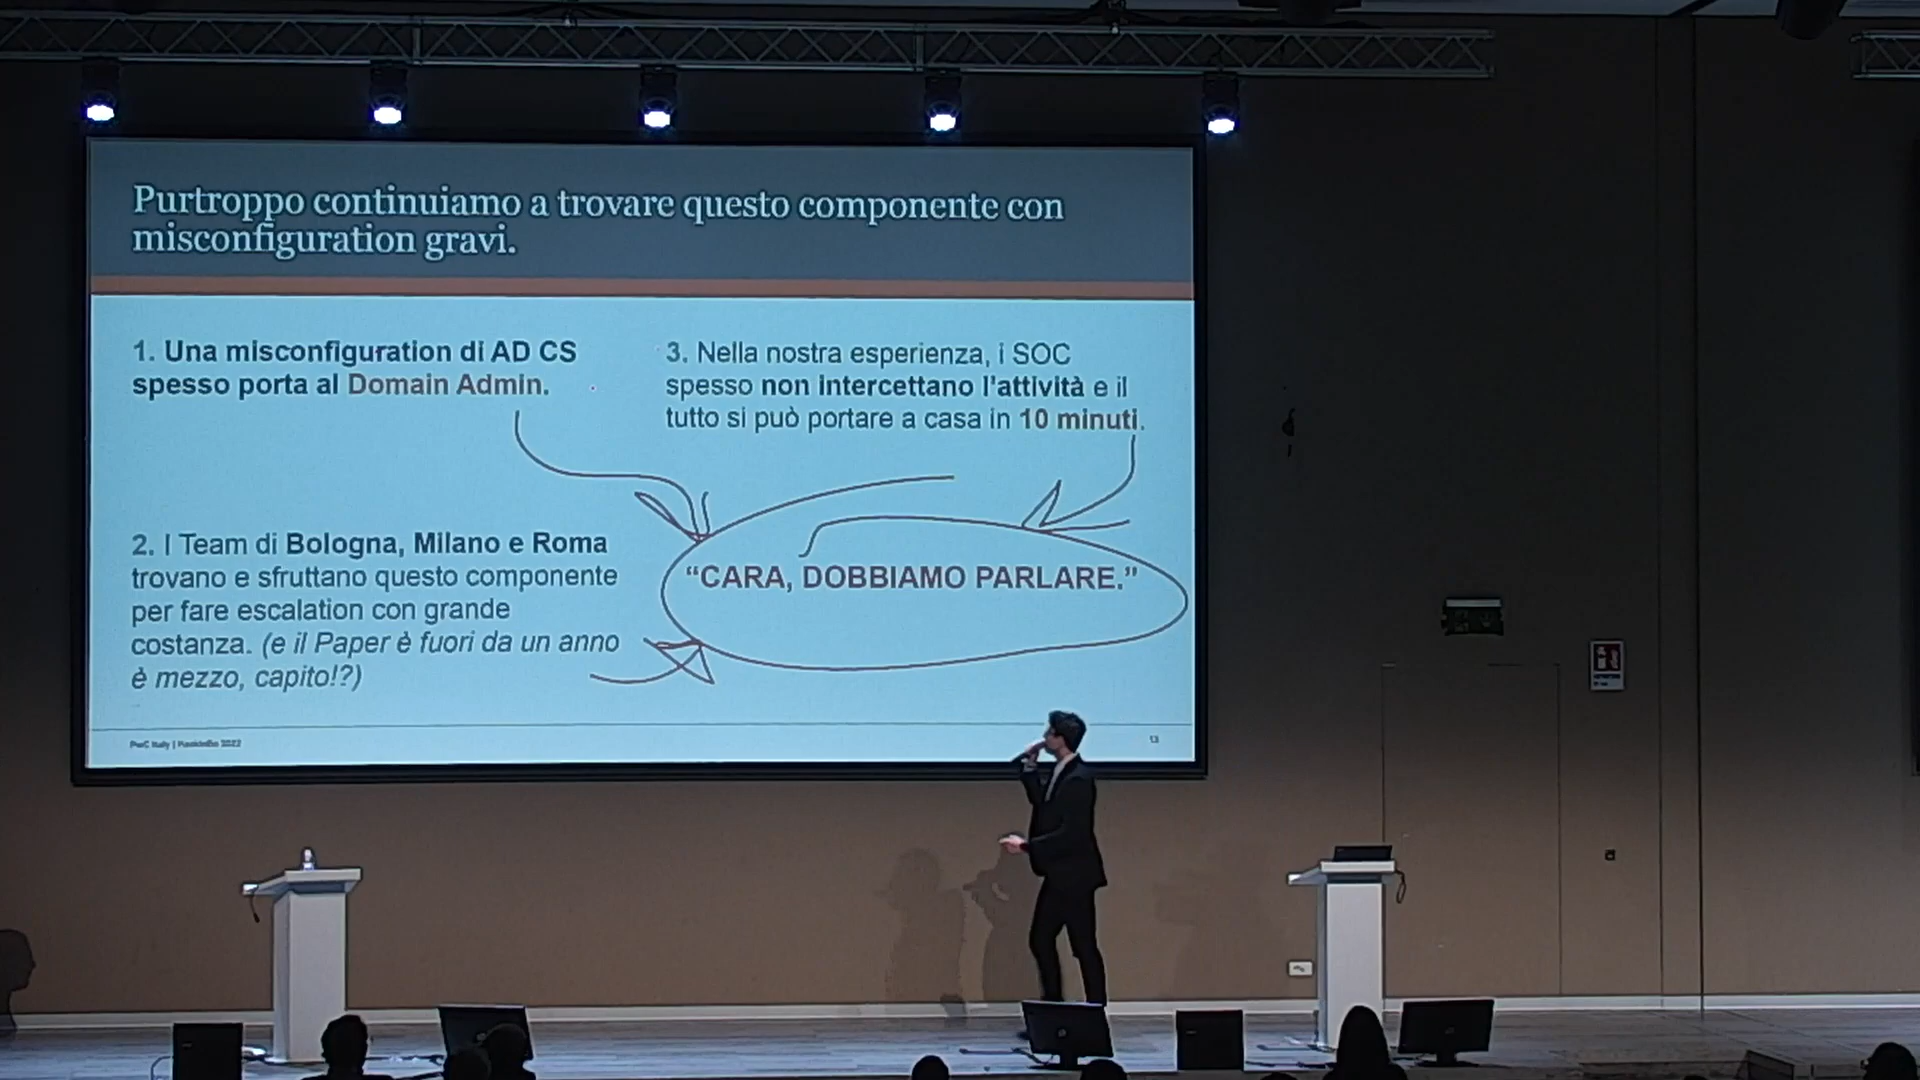 Purtroppo continuiamo a trovare questo componente con
misconfiguration gravi.
1. Una misconfiguration di AD CS
spesso porta al Domain Admin.
2. I Team di Bologna, Milano e Roma
trovano e sfruttano questo componente
per fare escalation con grande
costanza. (e il Paper è fuori da un anno
è mezzo, capito!?)
3. Nella nostra esperienza, i SOC
spesso non intercettano l'attività e il
tutto si può portare a casa in 10 minuti.
“CARA, DOBBIAMO PARLARE.”
PwC Italy | 2022
13